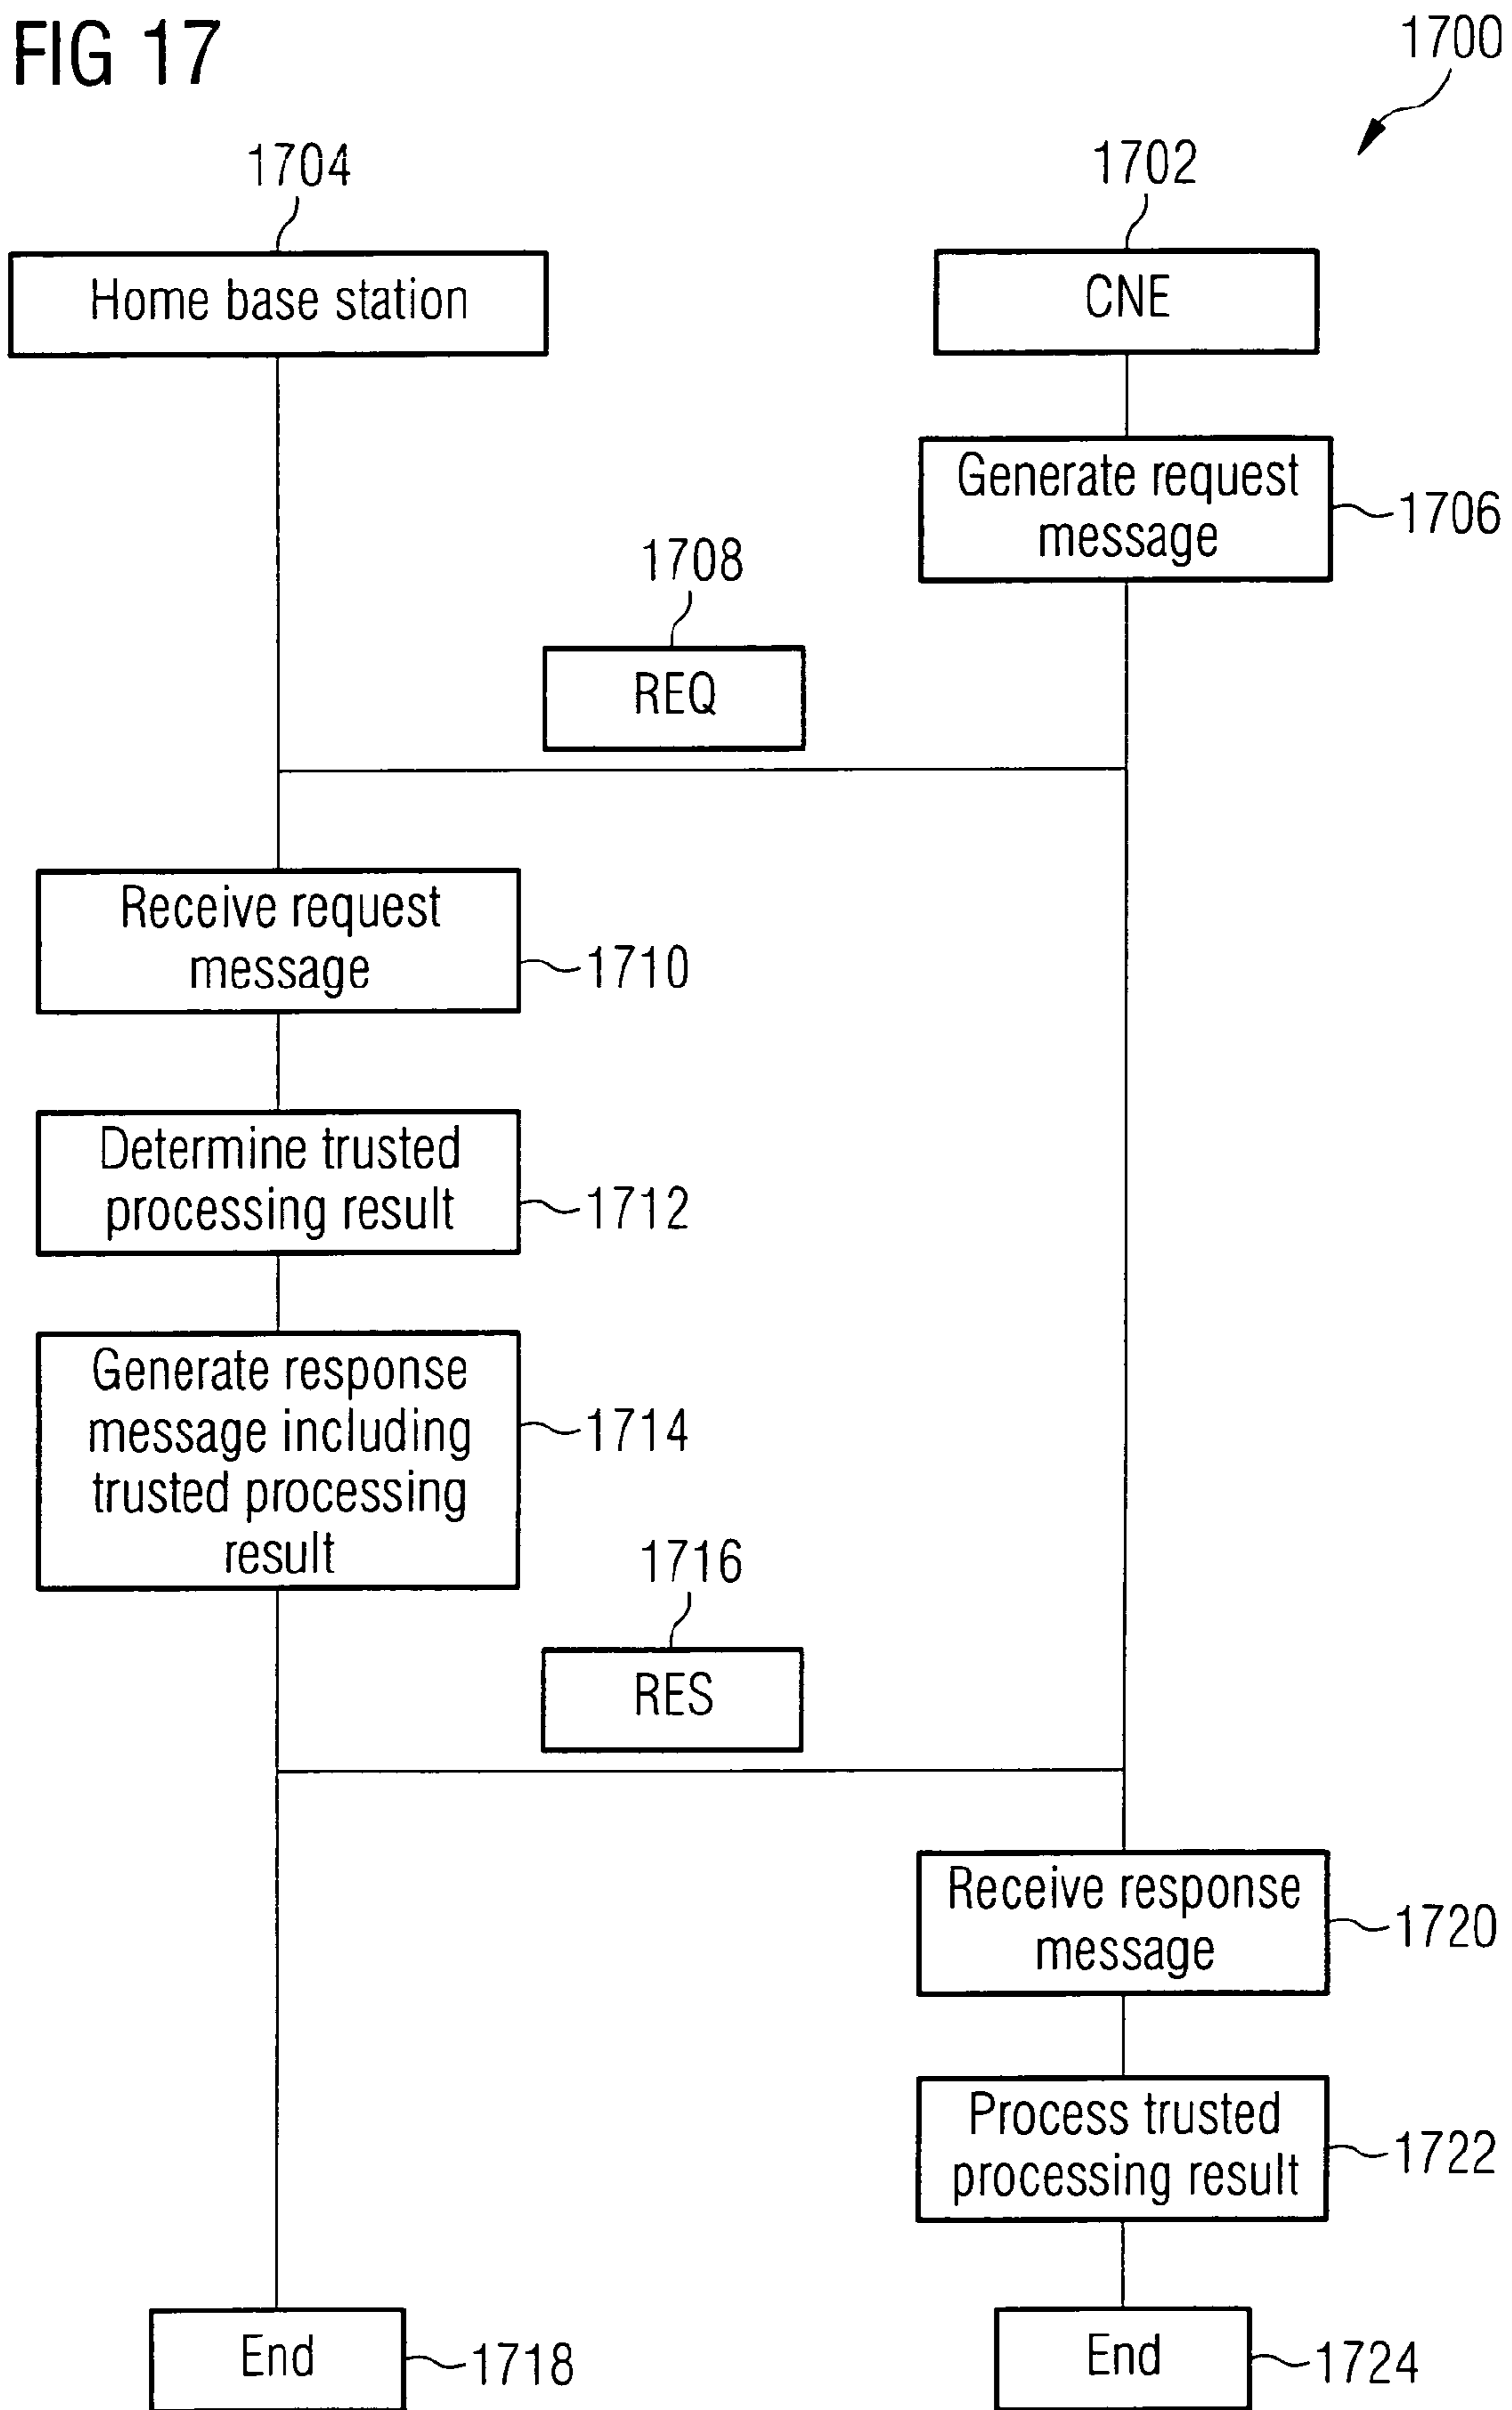 FIG 17
1700
1704
1702
Home base station
CNE
Generate request
message
1706
1708
REQ
Receive request
message
1710
Determine trusted
processing result
1712
Generate response
message including
trusted processing
result
1714
1716
RES
Receive response
message
1720
Process trusted
processing result
1722
End
1718
End
1724